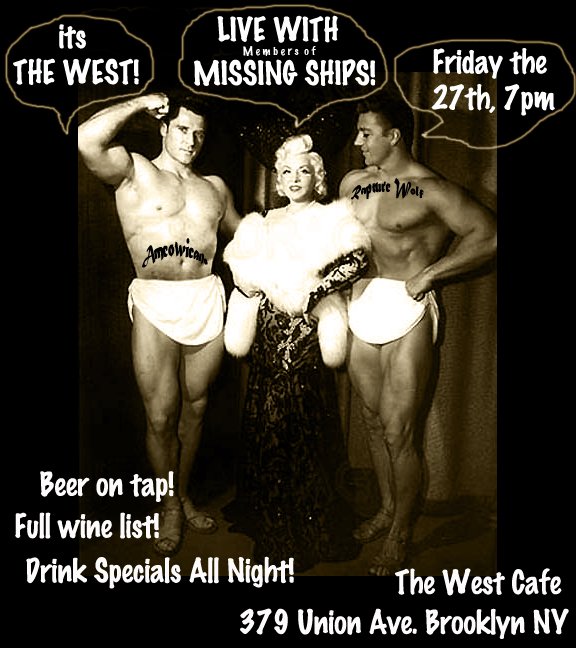 its
THE WEST!
LIVE WITH
Members of
MISSING SHIPS!
Friday the
27th, 7pm
Rapture Wolf
Beer on tap!
Full wine list!
Drink Specials All Night!
The West Cafe
379 Union Ave. Brooklyn NY